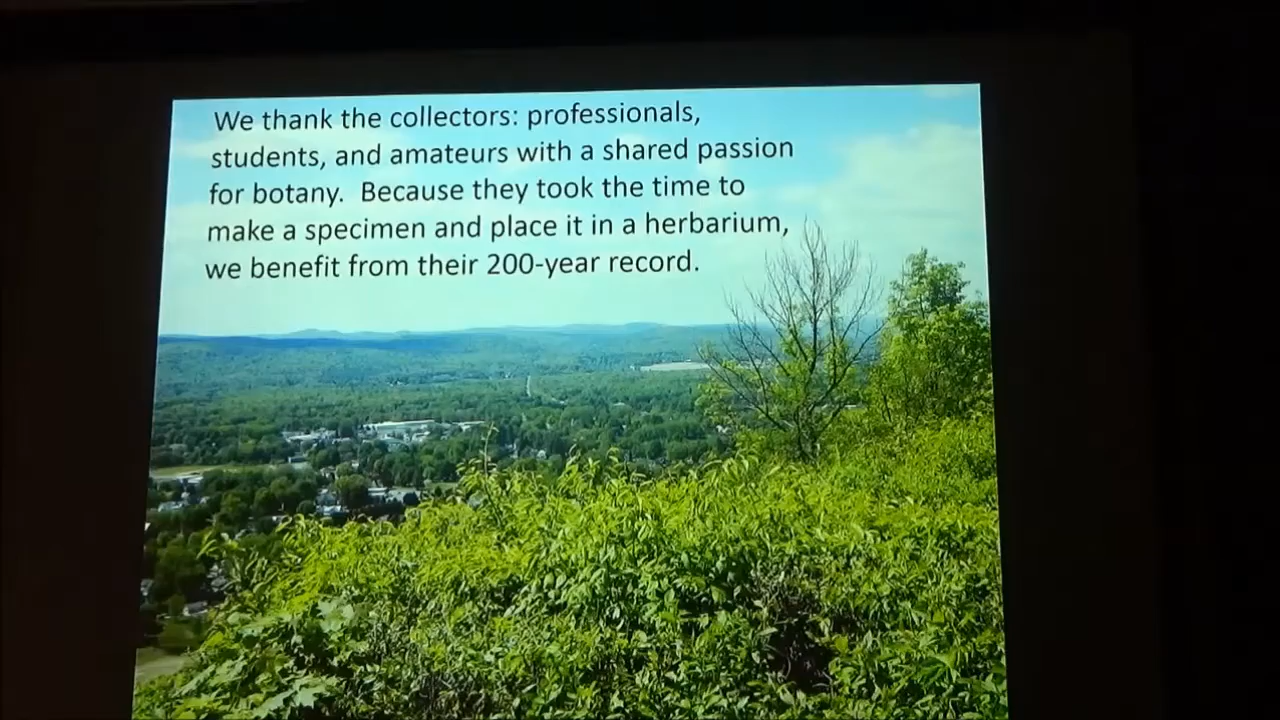 We thank the collectors: professionals,
students, and amateurs with a shared passion
for botany.  Because they took the time to
make a specimen and place it in a herbarium,
we benefit from their 200-year record.